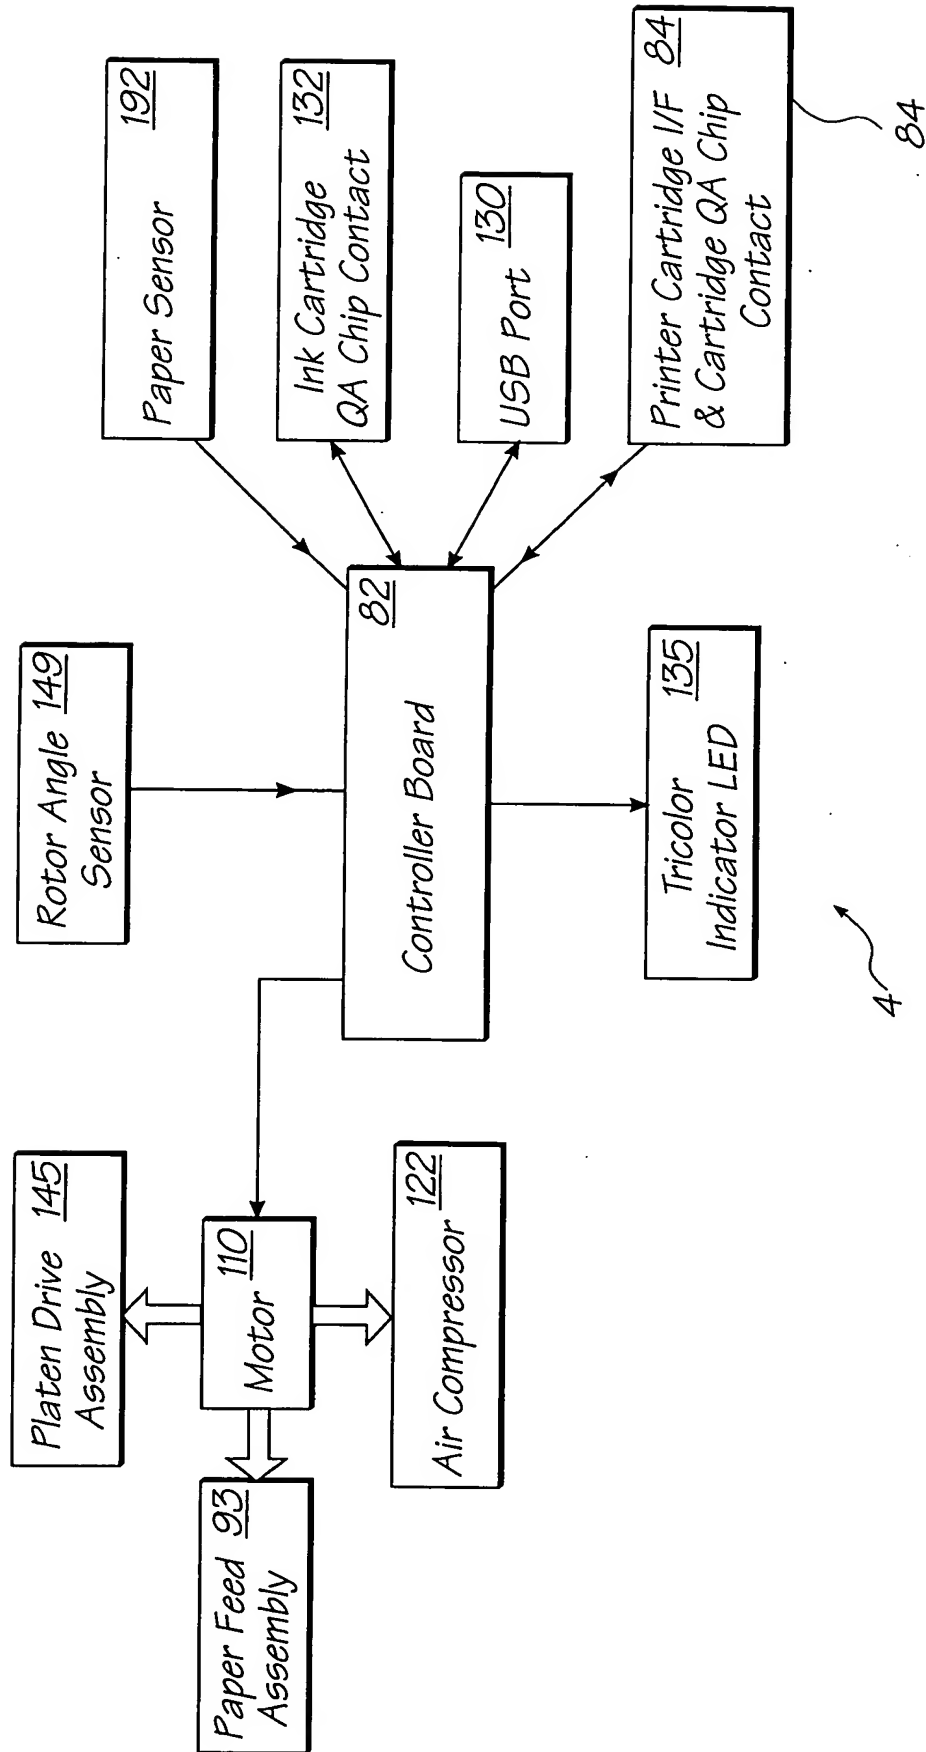 Platen Drive 145
Assembly
Rotor Angle 149
Sensor
Paper Sensor 192
Paper Feed 93
Assembly
Motor 110
Ink Cartridge 132
QA Chip Contact
Air Compressor 122
Controller Board 82
USB Port 130
Tricolor
Indicator LED 135
Printer Cartridge I/F 84
& Cartridge QA Chip
Contact
84
4